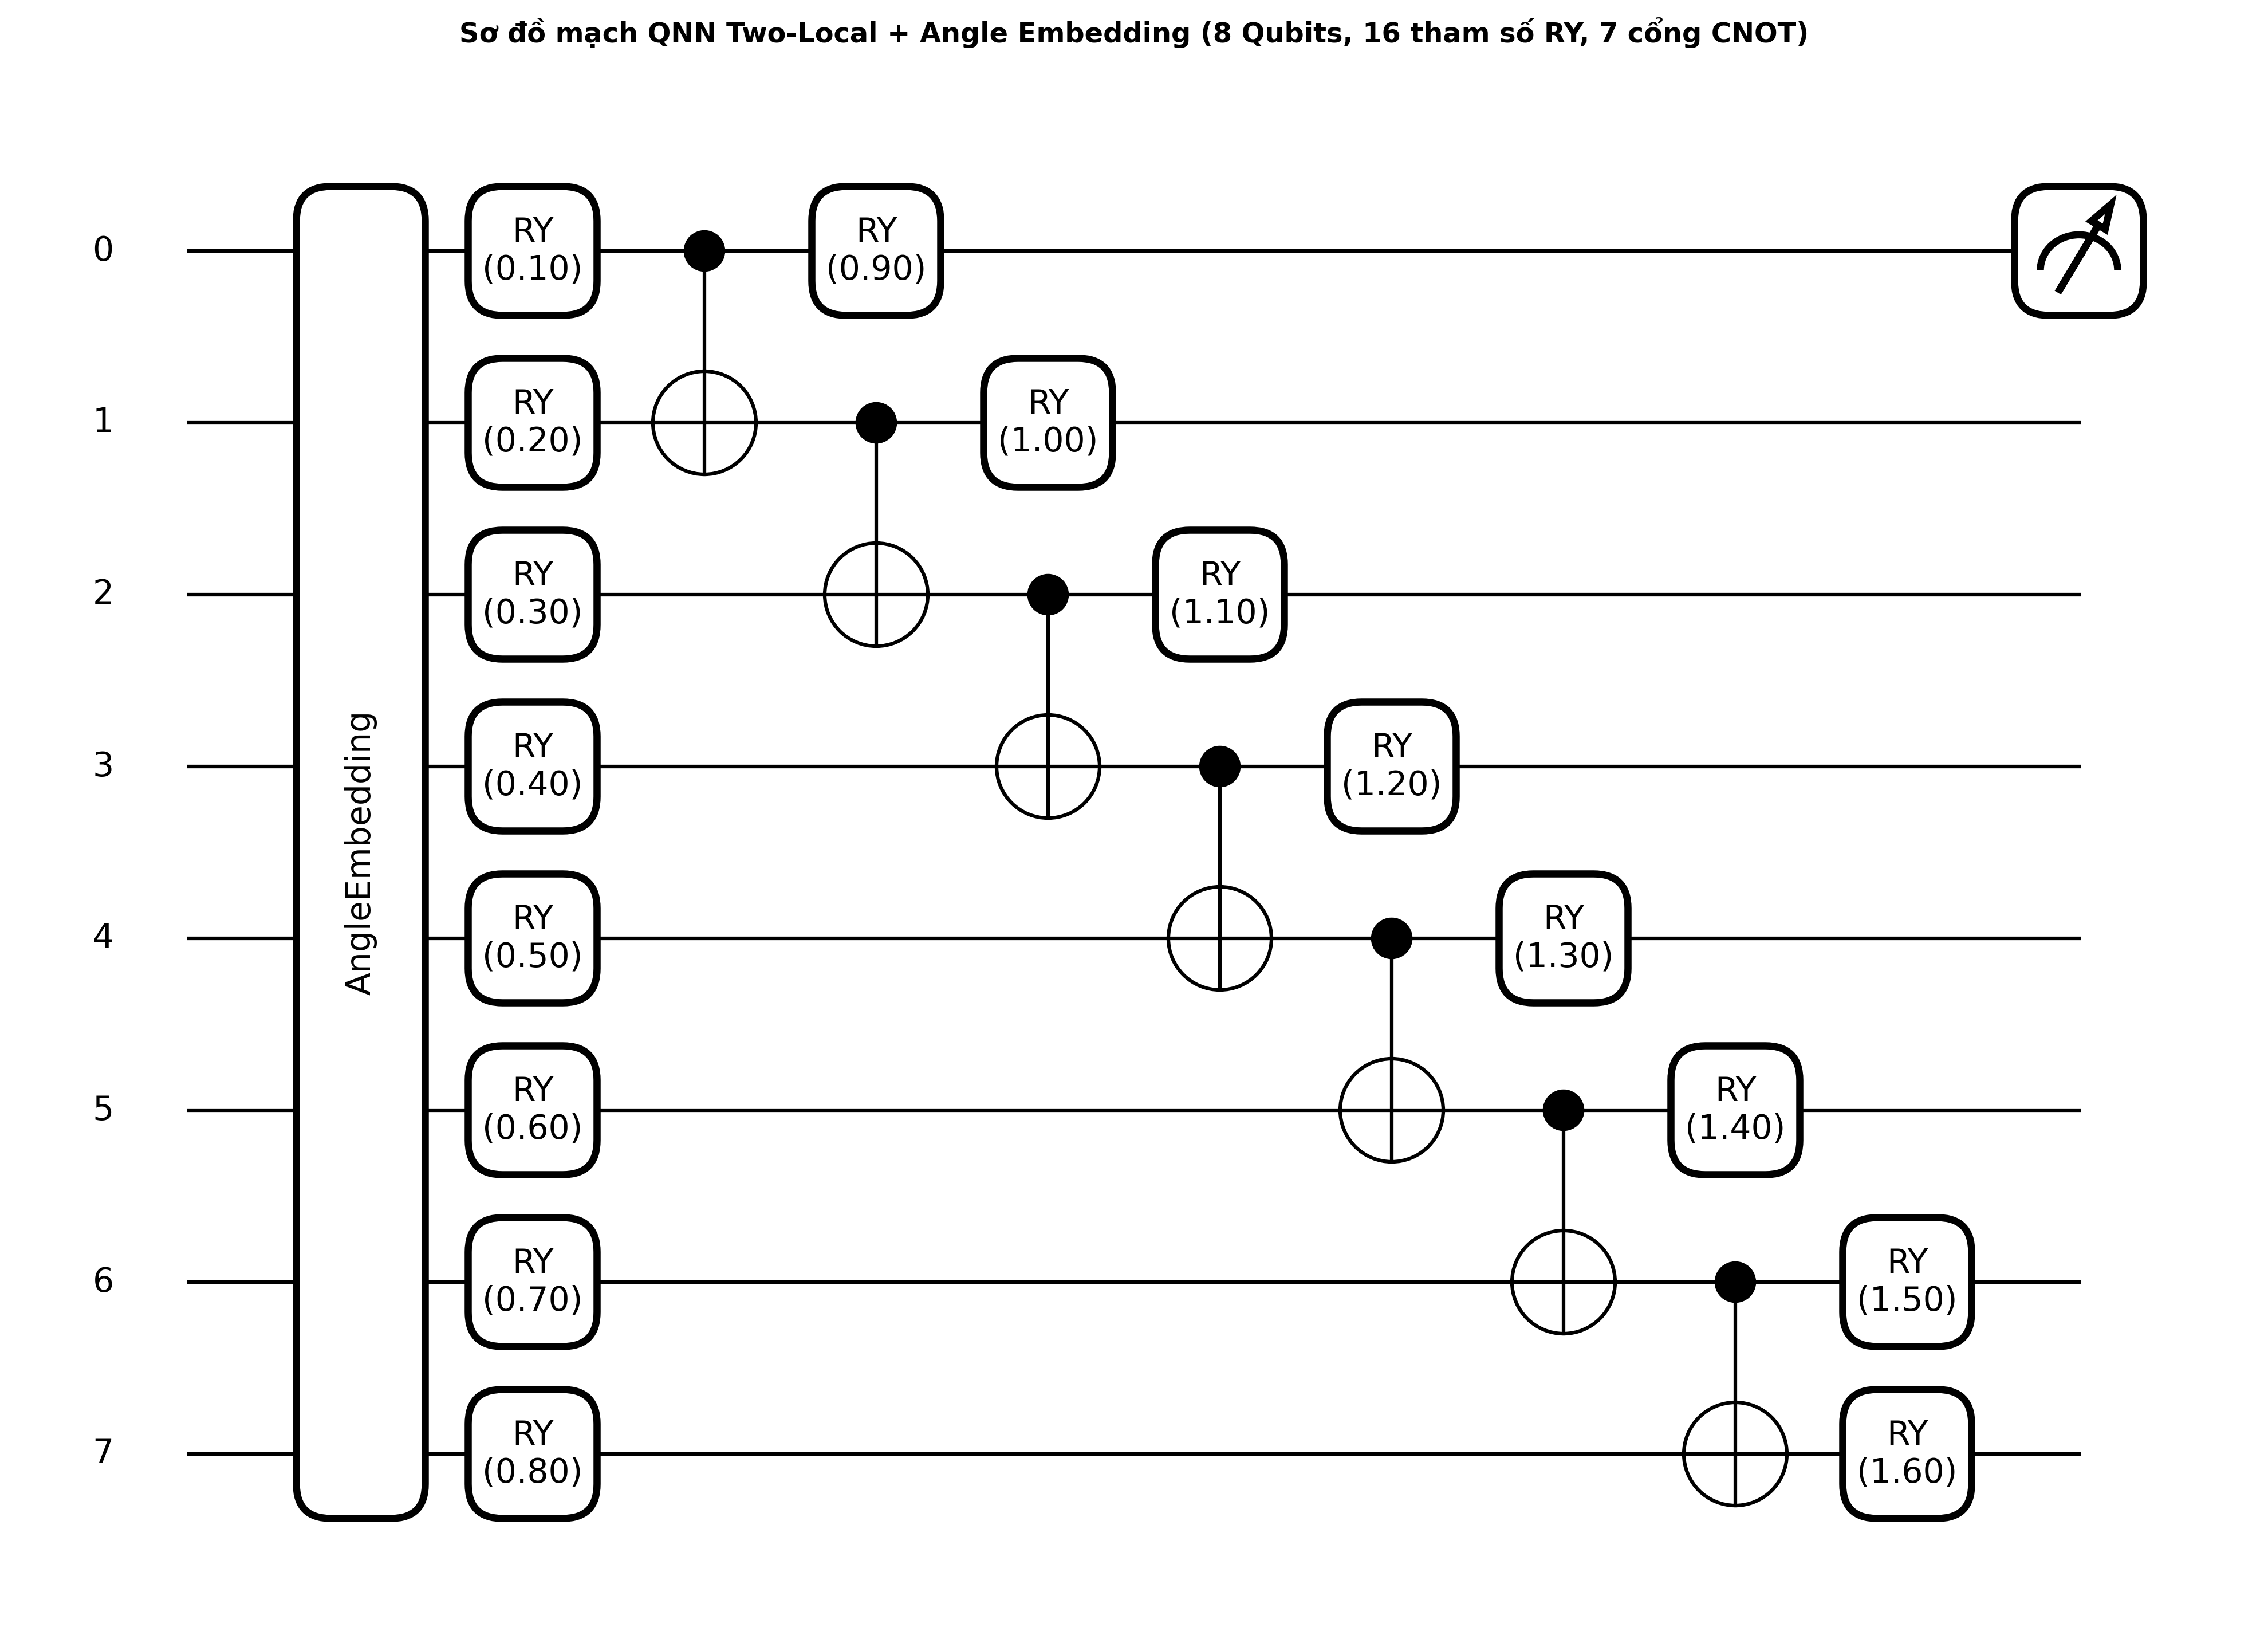 Sơ đồ mạch QNN Two-Local + Angle Embedding (8 Qubits, 16 tham số RY, 7 cổng CNOT)
0
RY
(0.10)
RY
(0.90)
1
RY
(0.20)
RY
(1.00)
2
RY
(0.30)
RY
(1.10)
3
RY
(0.40)
RY
(1.20)
AngleEmbedding
4
RY
(0.50)
RY
(1.30)
5
RY
(0.60)
RY
(1.40)
6
RY
(0.70)
RY
(1.50)
7
RY
(0.80)
RY
(1.60)